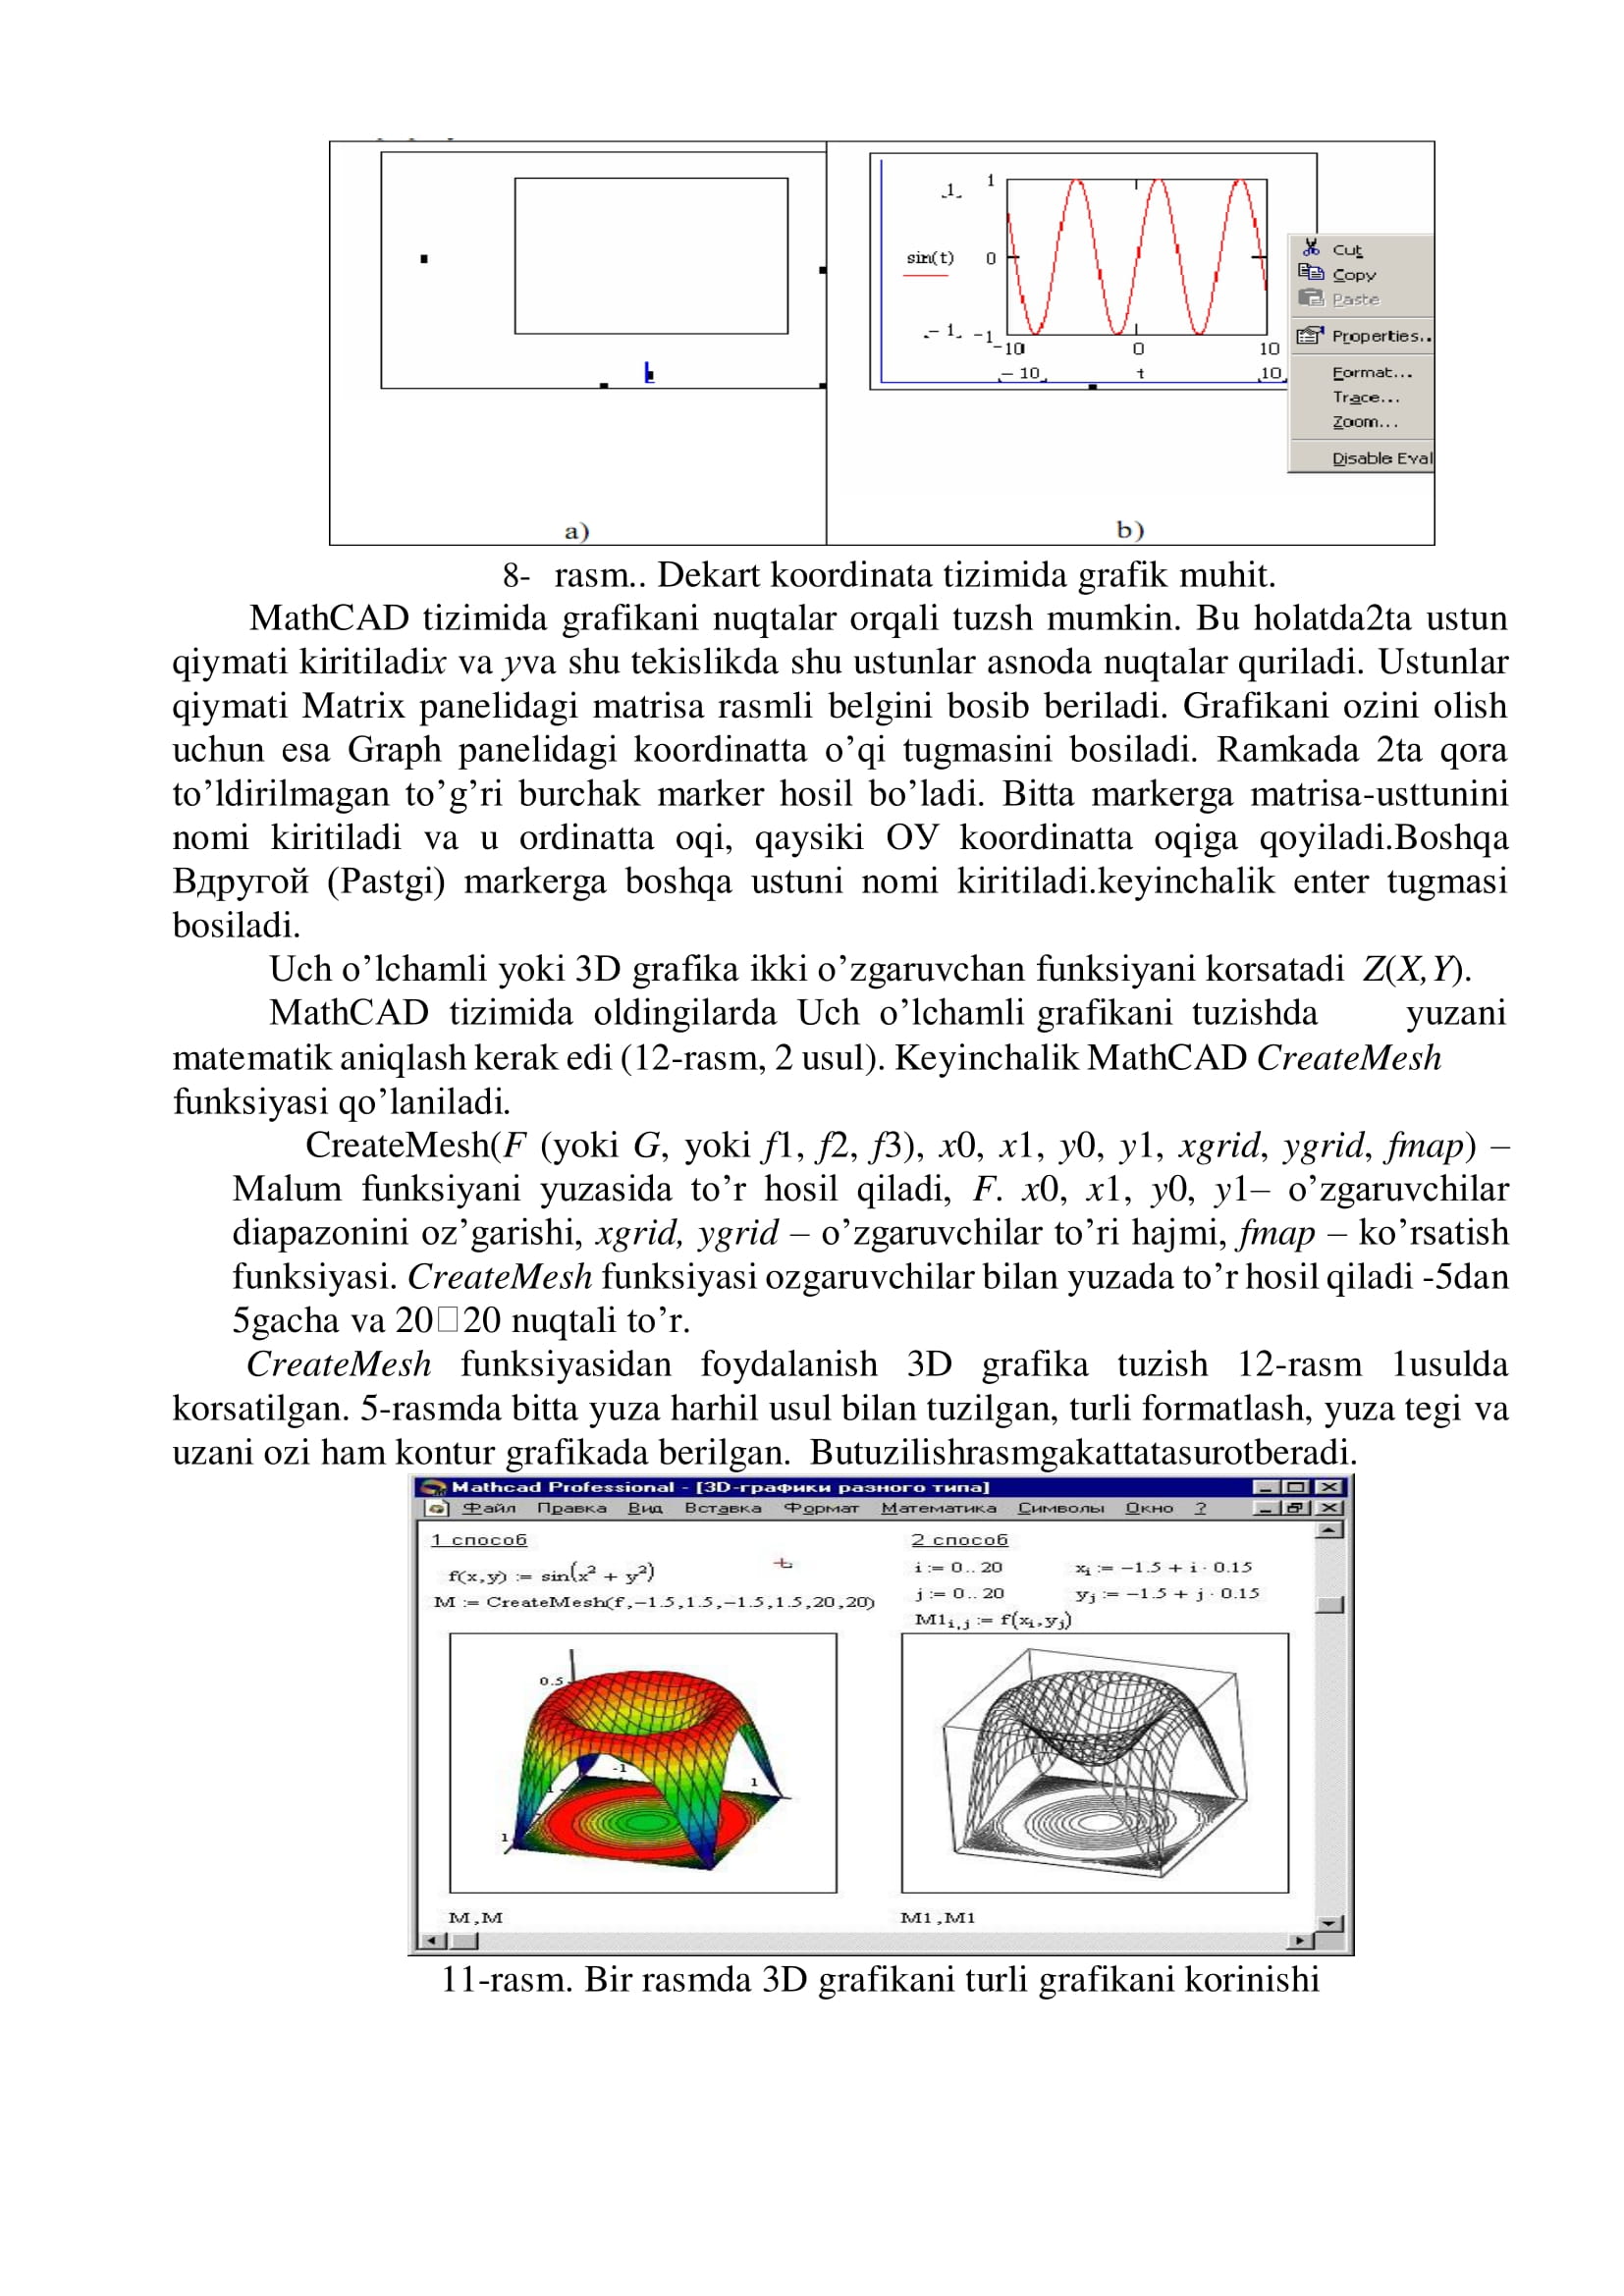 1
1
sin(t)
0
-1
-1
-10
0
10
-10
t
10
Cut
Copy
Paste
Properties..
Format...
Trace...
Zoom...
Disable Eval
a)
b)
8- rasm.. Dekart koordinata tizimida grafik muhit.
MathCAD tizimida grafikani nuqtalar orqali tuzsh mumkin. Bu holatda2ta ustun
qiymati kiritiladix va yva shu tekislikda shu ustunlar asnoda nuqtalar quriladi. Ustunlar
qiymati Matrix panelidagi matrisa rasmli belgini bosib beriladi. Grafikani ozini olish
uchun esa Graph panelidagi koordinatta o’qi tugmasini bosiladi. Ramkada 2ta qora
to’ldirilmagan to’g’ri burchak marker hosil bo’ladi. Bitta markerga matrisa-usttunini
nomi kiritiladi va u ordinatta oqi, qaysiki ОУ koordinatta oqiga qoyiladi.Boshqa
Вдругой (Pastgi) markerga boshqa ustuni nomi kiritiladi.keyinchalik enter tugmasi
bosiladi.
Uch o’lchamli yoki 3D grafika ikki o’zgaruvchan funksiyani korsatadi Z(X,Y).
MathCAD tizimida oldingilarda Uch o’lchamli grafikani tuzishda yuzani
matematik aniqlash kerak edi (12-rasm, 2 usul). Keyinchalik MathCAD CreateMesh
funksiyasi qo’laniladi.
CreateMesh(F (yoki G, yoki f1, f2, f3), x0, x1, y0, y1, xgrid, ygrid, fmap) –
Malum funksiyani yuzasida to’r hosil qiladi, F. x0, x1, y0, y1– o’zgaruvchilar
diapazonini oz’garishi, xgrid, ygrid – o’zgaruvchilar to’ri hajmi, fmap – ko’rsatish
funksiyasi. CreateMesh funksiyasi ozgaruvchilar bilan yuzada to’r hosil qiladi -5dan
5gacha va 20□20 nuqtali to’r.
CreateMesh funksiyasidan foydalanish 3D grafika tuzish 12-rasm 1usulda
korsatilgan. 5-rasmda bitta yuza harhil usul bilan tuzilgan, turli formatlash, yuza tegi va
uzani ozi ham kontur grafikada berilgan. Butuzilishrasmgakattatasurotberadi.
Mathcad Professional - [3D-графики разного типа]
Файл Правка Вид Вставка Формат Математика Символы Окно ?
1 способ
f(x,y) := sin(x² + y²)
M := CreateMesh(f,-1.5,1.5,-1.5,1.5,20,20)
0.5
-1
1
1
1
M,M
2 способ
i := 0.. 20 xi := -1.5 + i · 0.15
j := 0.. 20 yj := -1.5 + j · 0.15
M1i,j := f(xi,yj)
M1,M1
11-rasm. Bir rasmda 3D grafikani turli grafikani korinishi